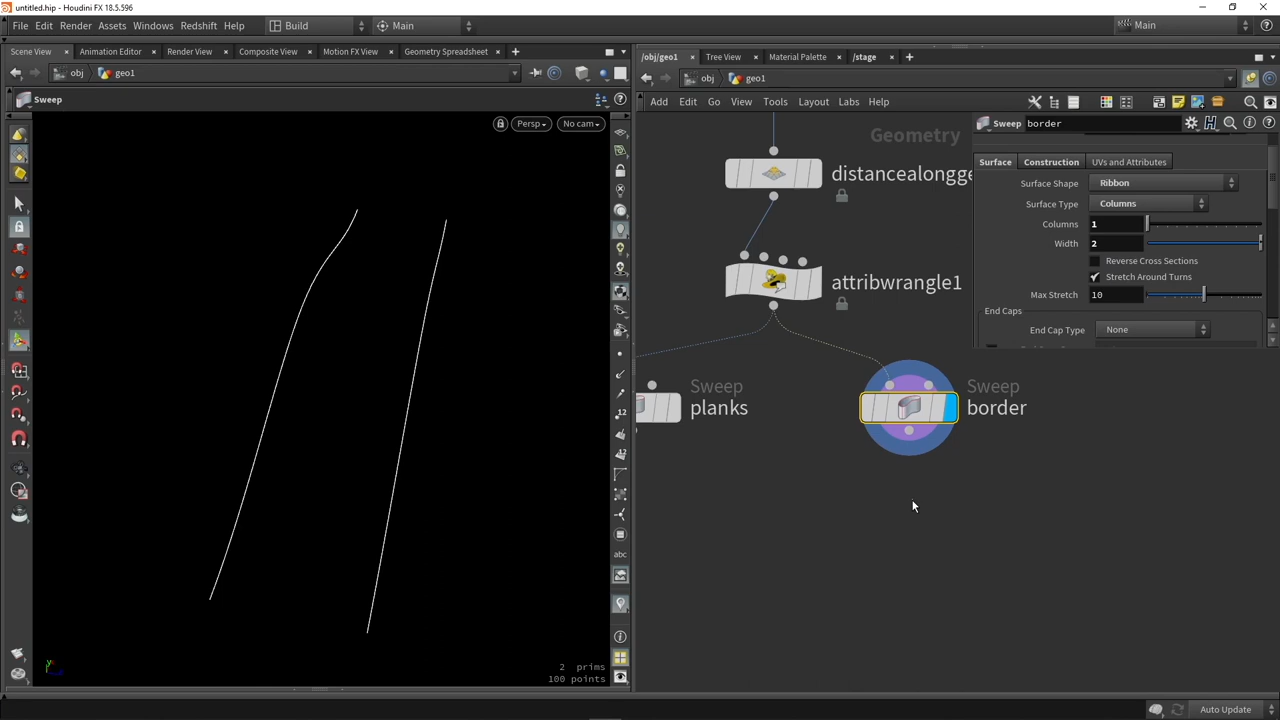 untitled.hip - Houdini FX 18.5.596
File Edit Render Assets Windows Redshift Help
Build
Main
Main
Scene View
Animation Editor
Render View
Composite View
Motion FX View
Geometry Spreadsheet
/obj/geo1
Tree View
Material Palette
/stage
obj
geo1
obj
geo1
Sweep
Persp
No cam
Add Edit Go View Tools Layout Labs Help
Sweep border
Surface
Construction
UVs and Attributes
Surface Shape Ribbon
Surface Type Columns
Columns 1
Width 2
Reverse Cross Sections
Stretch Around Turns
Max Stretch 10
End Caps
End Cap Type None
Geometry
distancealongge
attribwrangle1
Sweep
planks
Sweep
border
12
12
abc
y
2 prims
100 points
Auto Update